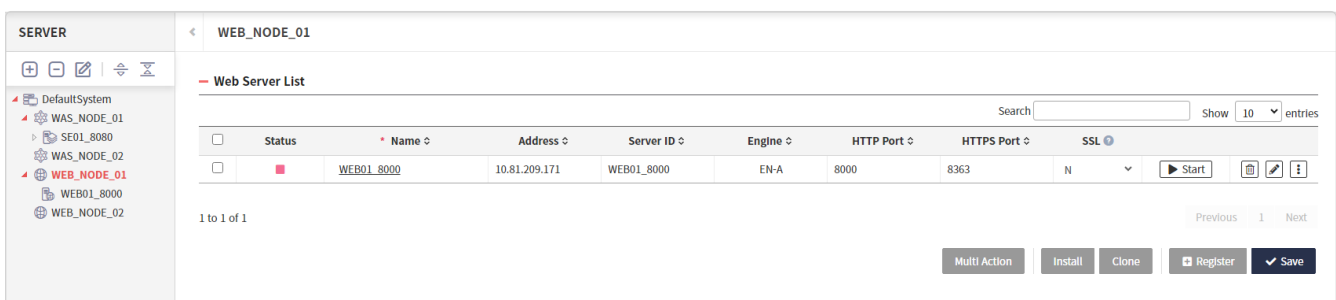 SERVER
WEB_NODE_01
DefaultSystem
WAS_NODE_01
SE01_8080
WAS_NODE_02
WEB_NODE_01
WEB01_8000
WEB_NODE_02
Web Server List
Search Show 10 entries
Status * Name Address Server ID Engine HTTP Port HTTPS Port SSL ?
WEB01_8000 10.81.209.171 WEB01_8000 EN-A 8000 8363 N Start
1 to 1 of 1
Previous 1 Next
Multi Action Install Clone Register Save